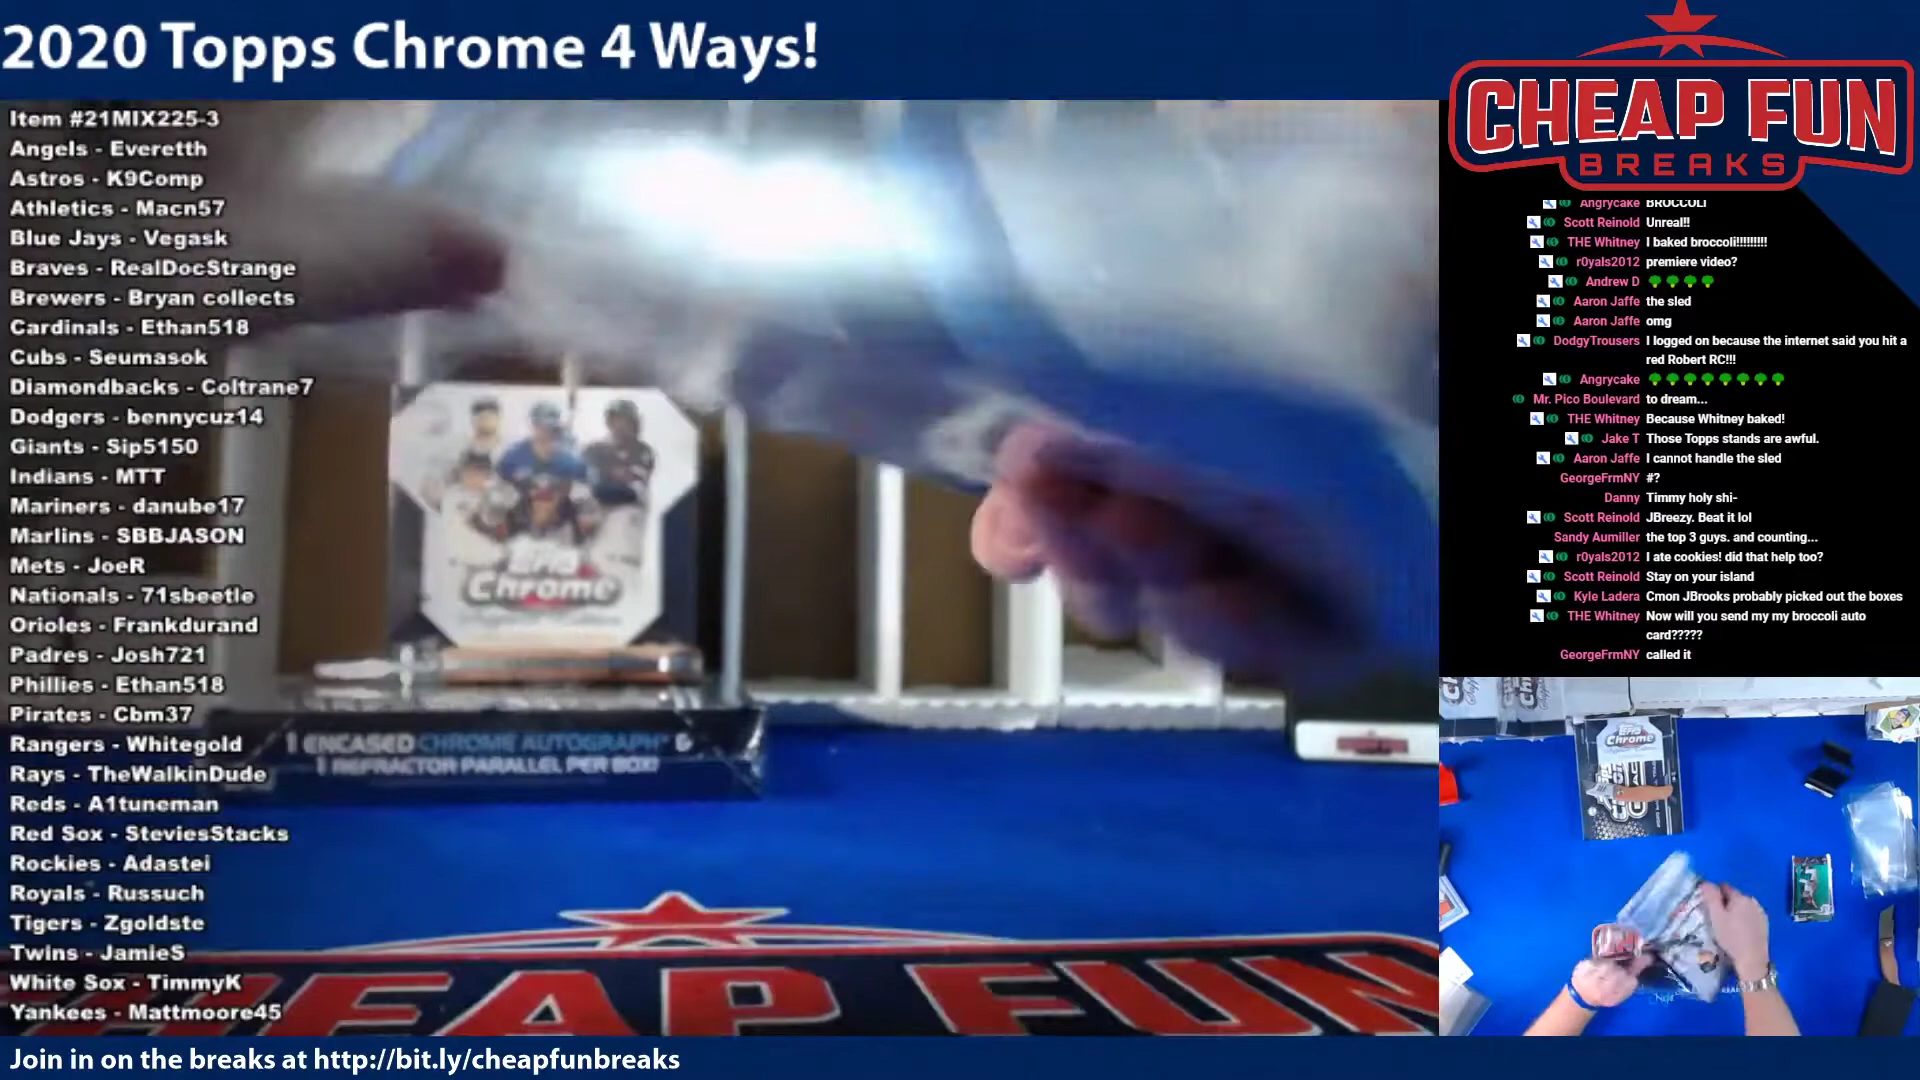 2020 Topps Chrome 4 Ways!
CHEAP FUN
BREAKS
Item #21MIX225-3
Angels - Everetth
Astros - K9Comp
Athletics - Macn57
Blue Jays - Vegask
Braves - RealDocStrange
Brewers - Bryan collects
Cardinals - Ethan518
Cubs - Seumasok
Diamondbacks - Coltrane7
Dodgers - bennycuz14
Giants - Sip5150
Indians - MTT
Mariners - danube17
Marlins - SBBJASON
Mets - JoeR
Nationals - 71sbeetle
Orioles - Frankdurand
Padres - Josh721
Phillies - Ethan518
Pirates - Cbm37
Rangers - Whitegold
Rays - TheWalkinDude
Reds - A1tuneman
Red Sox - SteviesStacks
Rockies - Adastei
Royals - Russuch
Tigers - Zgoldste
Twins - JamieS
White Sox - TimmyK
Yankees - Mattmoore45
Chrome
1 ENCASED CHROME AUTOGRAPH* &
1 REFRACTOR PARALLEL PER BOX!
HEAP FUN
Angrycake BROCCOLI
Scott Reinold Unreal!!
THE Whitney I baked broccoli!!!!!!!!!
r0yals2012 premiere video?
Andrew D 🥦🥦🥦🥦
Aaron Jaffe the sled
Aaron Jaffe omg
DodgyTrousers I logged on because the internet said you hit a
red Robert RC!!!
Angrycake 🥦🥦🥦🥦🥦🥦🥦🥦
Mr. Pico Boulevard to dream...
THE Whitney Because Whitney baked!
Jake T Those Topps stands are awful.
Aaron Jaffe I cannot handle the sled
GeorgeFrmNY #?
Danny Timmy holy shi-
Scott Reinold JBreezy. Beat it lol
Sandy Aumiller the top 3 guys. and counting...
r0yals2012 I ate cookies! did that help too?
Scott Reinold Stay on your island
Kyle Ladera Cmon JBrooks probably picked out the boxes
THE Whitney Now will you send my my broccoli auto
card?????
GeorgeFrmNY called it
Chrome
Join in on the breaks at http://bit.ly/cheapfunbreaks